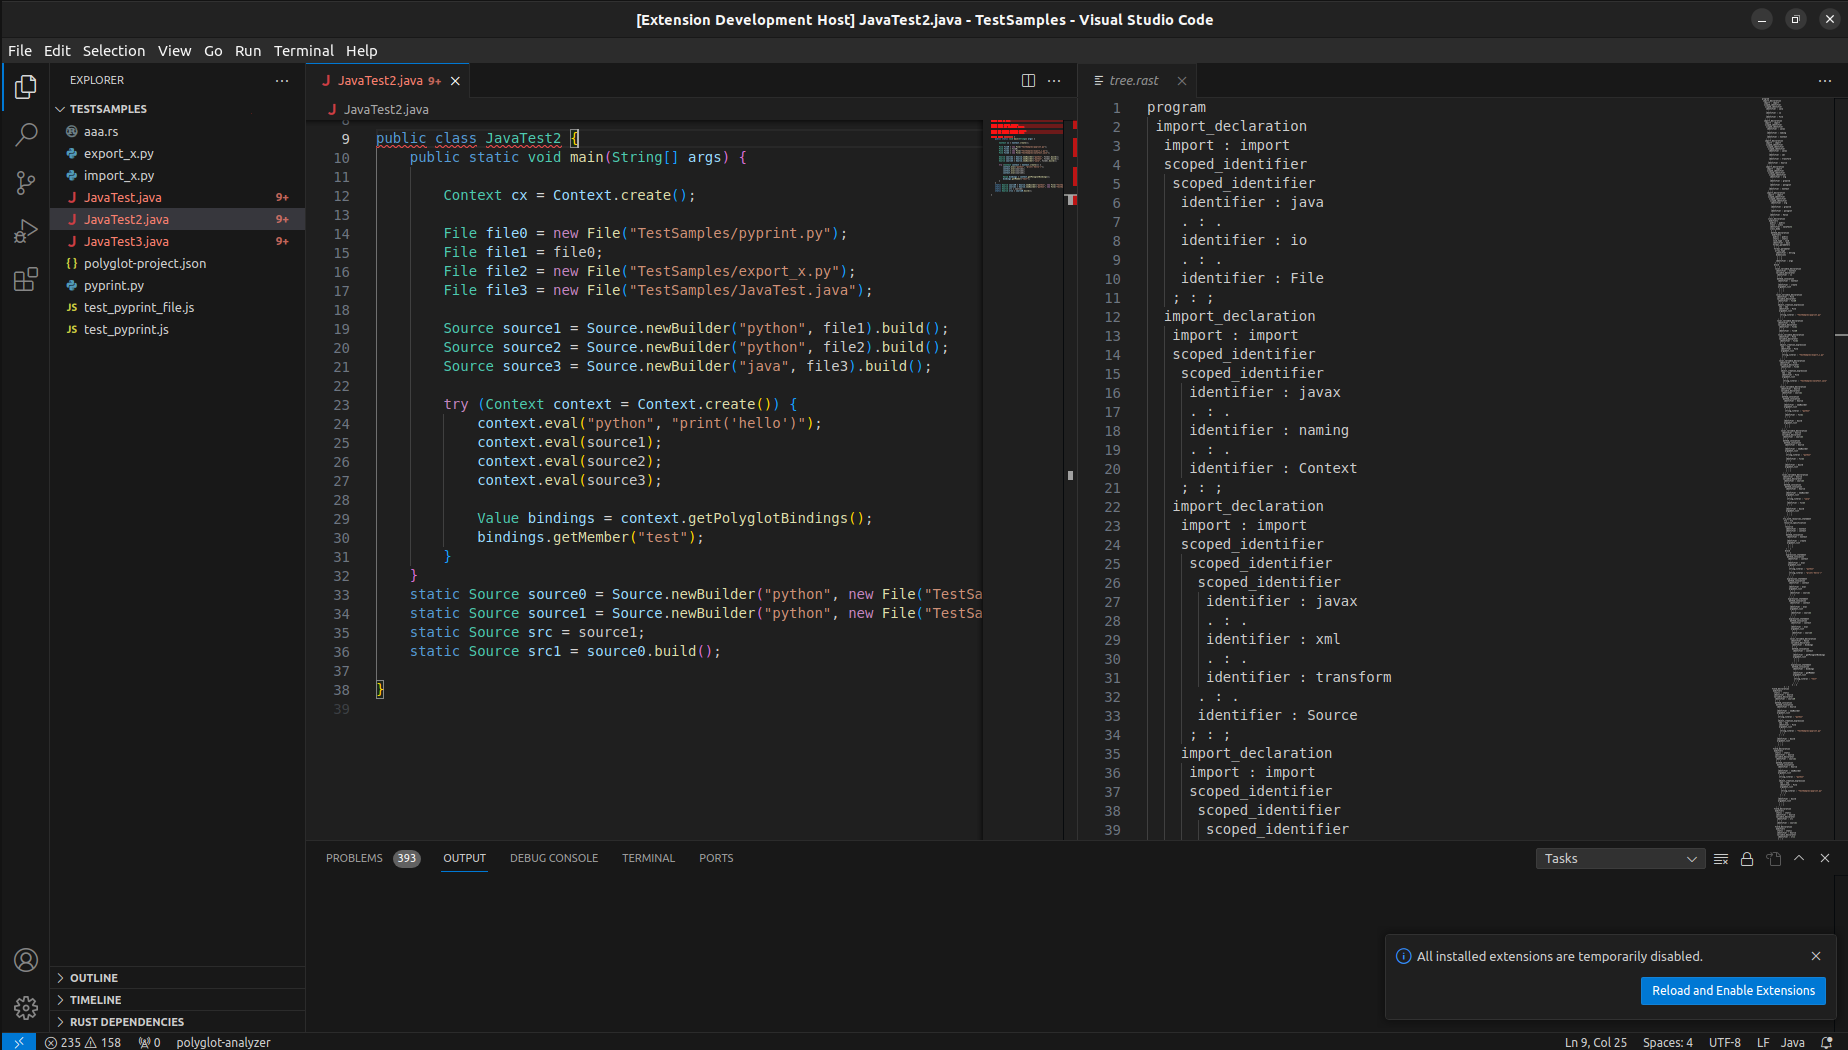 [Extension Development Host] JavaTest2.java - TestSamples - Visual Studio Code
File Edit Selection View Go Run Terminal Help
EXPLORER
TESTSAMPLES
aaa.rs
export_x.py
import_x.py
JavaTest.java 9+
JavaTest2.java 9+
JavaTest3.java 9+
polyglot-project.json
pyprint.py
test_pyprint_file.js
test_pyprint.js
OUTLINE
TIMELINE
RUST DEPENDENCIES
JavaTest2.java 9+
JavaTest2.java
8
9 public class JavaTest2 {
10 public static void main(String[] args) {
11
12 Context cx = Context.create();
13
14 File file0 = new File("TestSamples/pyprint.py");
15 File file1 = file0;
16 File file2 = new File("TestSamples/export_x.py");
17 File file3 = new File("TestSamples/JavaTest.java");
18
19 Source source1 = Source.newBuilder("python", file1).build();
20 Source source2 = Source.newBuilder("python", file2).build();
21 Source source3 = Source.newBuilder("java", file3).build();
22
23 try (Context context = Context.create()) {
24 context.eval("python", "print('hello')");
25 context.eval(source1);
26 context.eval(source2);
27 context.eval(source3);
28
29 Value bindings = context.getPolyglotBindings();
30 bindings.getMember("test");
31 }
32 }
33 static Source source0 = Source.newBuilder("python", new File("TestSa
34 static Source source1 = Source.newBuilder("python", new File("TestSa
35 static Source src = source1;
36 static Source src1 = source0.build();
37
38 }
39
tree.rast
1 program
2 import_declaration
3 import : import
4 scoped_identifier
5 scoped_identifier
6 identifier : java
7 . : .
8 identifier : io
9 . : .
10 identifier : File
11 ; : ;
12 import_declaration
13 import : import
14 scoped_identifier
15 scoped_identifier
16 identifier : javax
17 . : .
18 identifier : naming
19 . : .
20 identifier : Context
21 ; : ;
22 import_declaration
23 import : import
24 scoped_identifier
25 scoped_identifier
26 scoped_identifier
27 identifier : javax
28 . : .
29 identifier : xml
30 . : .
31 identifier : transform
32 . : .
33 identifier : Source
34 ; : ;
35 import_declaration
36 import : import
37 scoped_identifier
38 scoped_identifier
39 scoped_identifier
PROBLEMS 393 OUTPUT DEBUG CONSOLE TERMINAL PORTS
Tasks
All installed extensions are temporarily disabled.
Reload and Enable Extensions
235 158 0 polyglot-analyzer
Ln 9, Col 25 Spaces: 4 UTF-8 LF Java